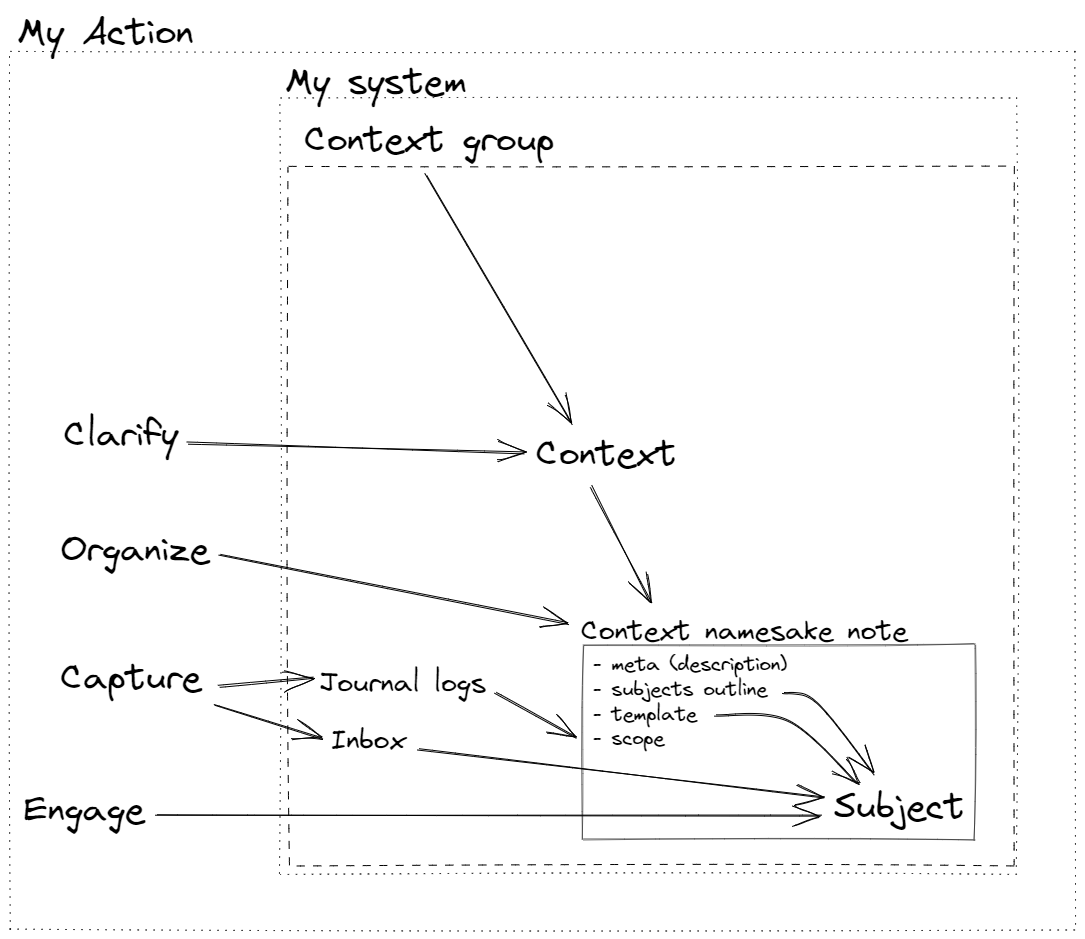 My Action
My system
Context group
Clarify
Context
Organize
Context namesake note
- meta (description)
- subjects outline
- template
- scope
Capture
Journal logs
Inbox
Engage
Subject